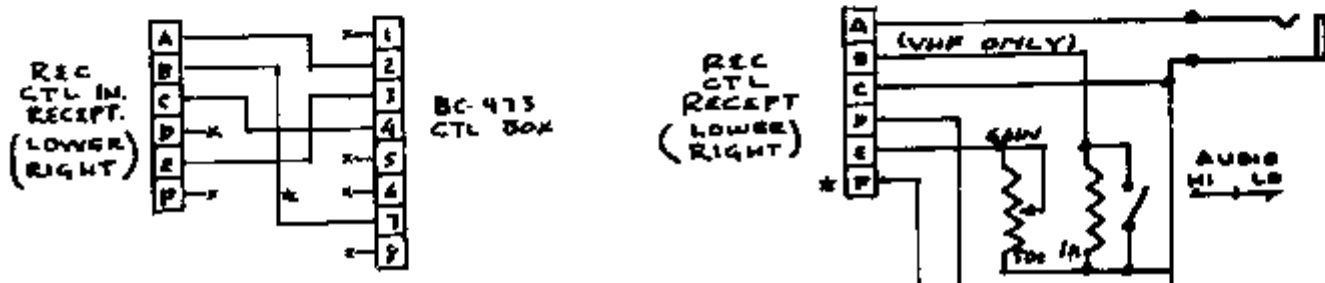 REC
CTL IN.
RECEPT.
(LOWER
RIGHT)
A
B
C
D
E
F
*
1
2
3
4
5
6
7
8
BC-473
CTL BOX
REC
CTL
RECEPT
(LOWER
RIGHT)
*
A
B
C
D
E
F
(VHF ONLY)
GAIN
AUDIO
HI LO